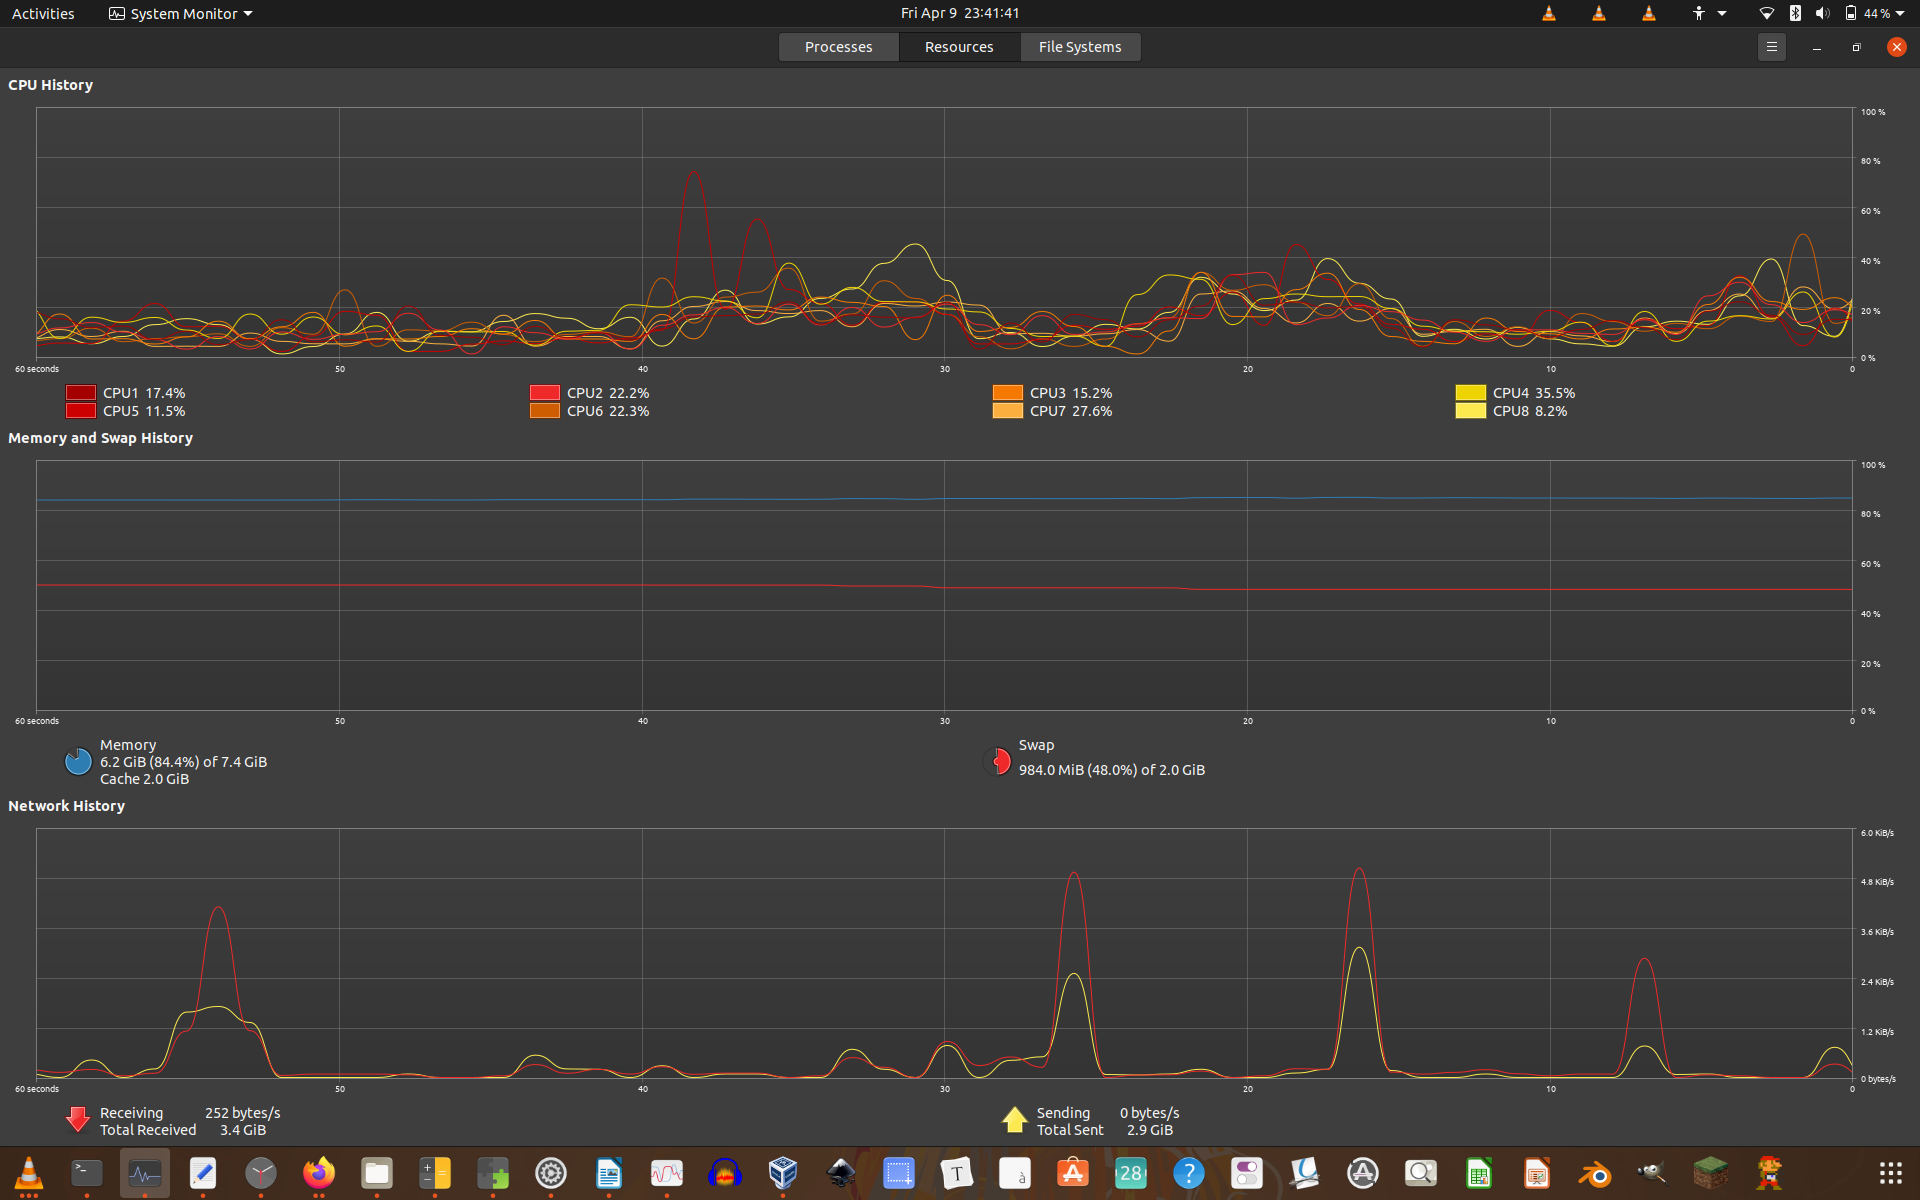 Activities System Monitor Fri Apr 9 23:41:41 44 %
Processes Resources File Systems
CPU History
100 %
80 %
60 %
40 %
20 %
0 %
60 seconds 50 40 30 20 10 0
CPU1 17.4% CPU2 22.2% CPU3 15.2% CPU4 35.5%
CPU5 11.5% CPU6 22.3% CPU7 27.6% CPU8 8.2%
Memory and Swap History
100 %
80 %
60 %
40 %
20 %
0 %
60 seconds 50 40 30 20 10 0
Memory
6.2 GiB (84.4%) of 7.4 GiB
Cache 2.0 GiB
Swap
984.0 MiB (48.0%) of 2.0 GiB
Network History
6.0 KiB/s
4.8 KiB/s
3.6 KiB/s
2.4 KiB/s
1.2 KiB/s
0 bytes/s
60 seconds 50 40 30 20 10 0
Receiving 252 bytes/s
Total Received 3.4 GiB
Sending 0 bytes/s
Total Sent 2.9 GiB
>_ T à A 28 ? A